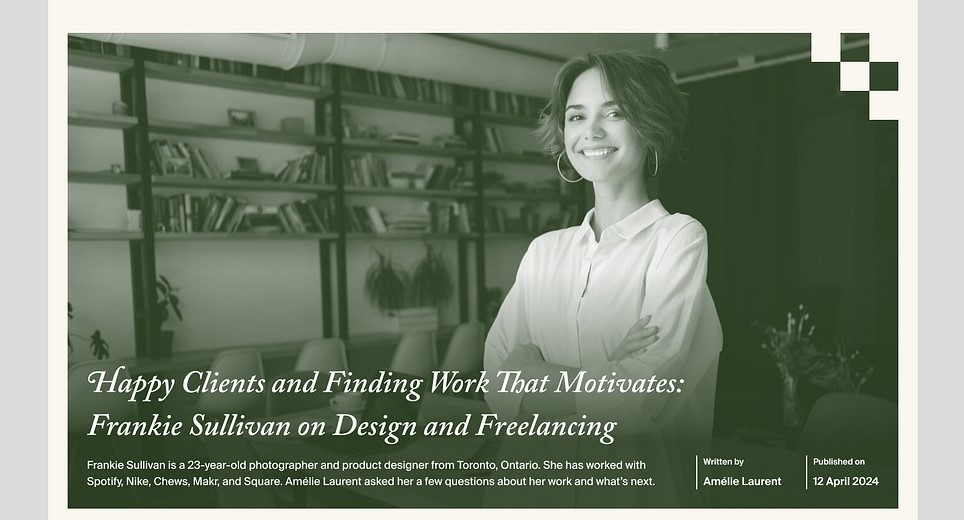 Happy Clients and Finding Work That Motivates:
Frankie Sullivan on Design and Freelancing
Frankie Sullivan is a 23-year-old photographer and product designer from Toronto, Ontario. She has worked with
Spotify, Nike, Chews, Makr, and Square. Amélie Laurent asked her a few questions about her work and what’s next.
Written by
Amélie Laurent
Published on
12 April 2024